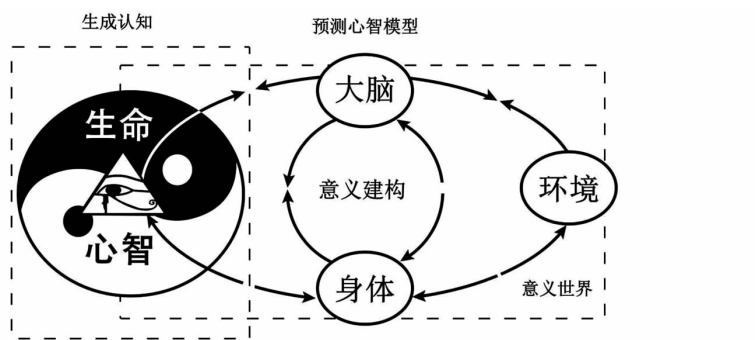 生成认知
预测心智模型
大脑
生命
意义建构
环境
心智
身体
意义世界